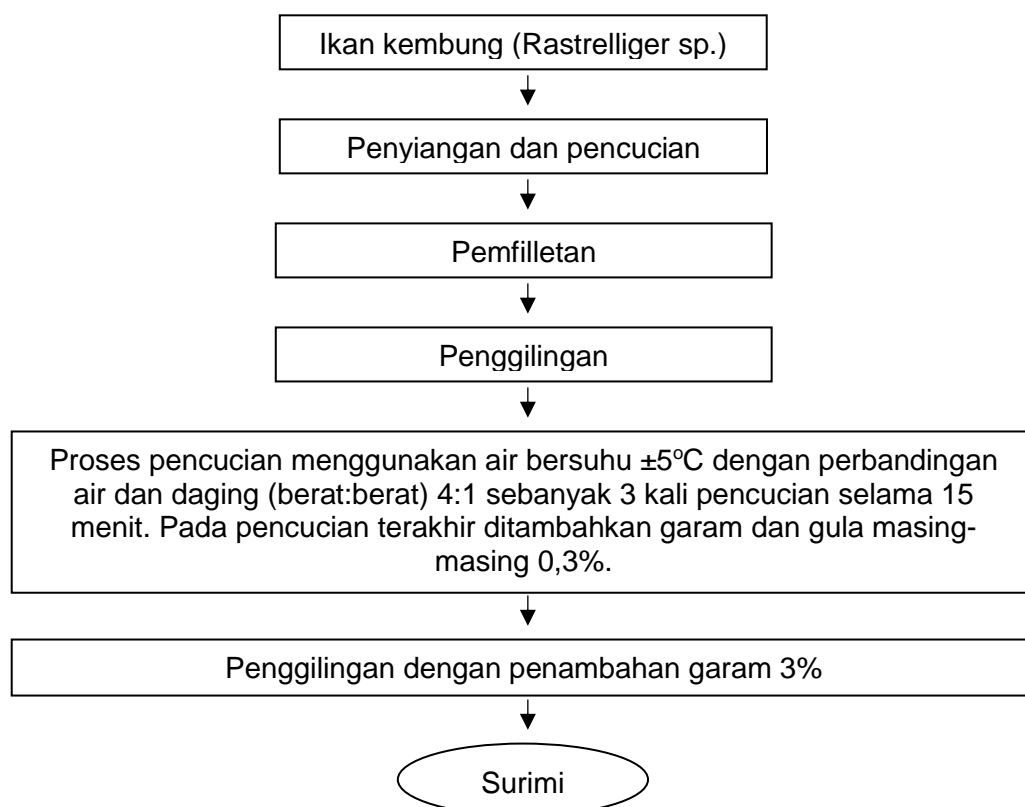 Ikan kembung (Rastrelliger sp.)
Penyiangan dan pencucian
Pemfilletan
Penggilingan
Proses pencucian menggunakan air bersuhu ±5ºC dengan perbandingan
air dan daging (berat:berat) 4:1 sebanyak 3 kali pencucian selama 15
menit. Pada pencucian terakhir ditambahkan garam dan gula masing-
masing 0,3%.
Penggilingan dengan penambahan garam 3%
Surimi